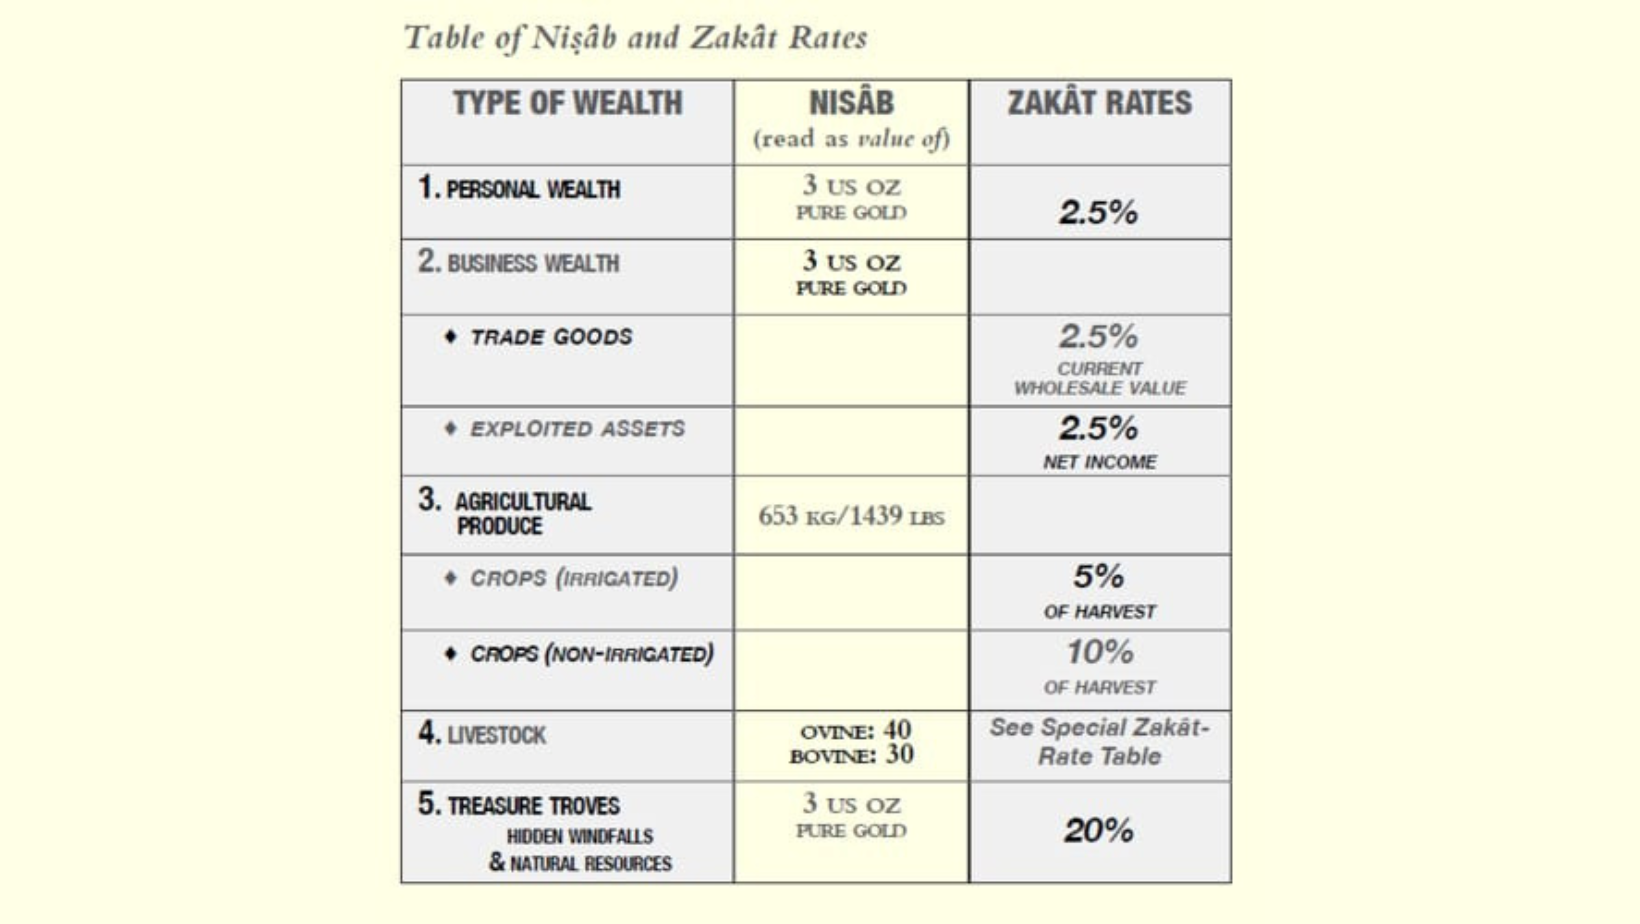 Table of Niṣâb and Zakât Rates
TYPE OF WEALTH
NISÂB
(read as value of)
ZAKÂT RATES
1. PERSONAL WEALTH
3 US OZ
PURE GOLD
2.5%
2. BUSINESS WEALTH
3 US OZ
PURE GOLD
♦ TRADE GOODS
2.5%
CURRENT
WHOLESALE VALUE
♦ EXPLOITED ASSETS
2.5%
NET INCOME
3. AGRICULTURAL
PRODUCE
653 KG/1439 LBS
♦ CROPS (IRRIGATED)
5%
OF HARVEST
♦ CROPS (NON-IRRIGATED)
10%
OF HARVEST
4. LIVESTOCK
OVINE: 40
BOVINE: 30
See Special Zakât-
Rate Table
5. TREASURE TROVES
HIDDEN WINDFALLS
& NATURAL RESOURCES
3 US OZ
PURE GOLD
20%